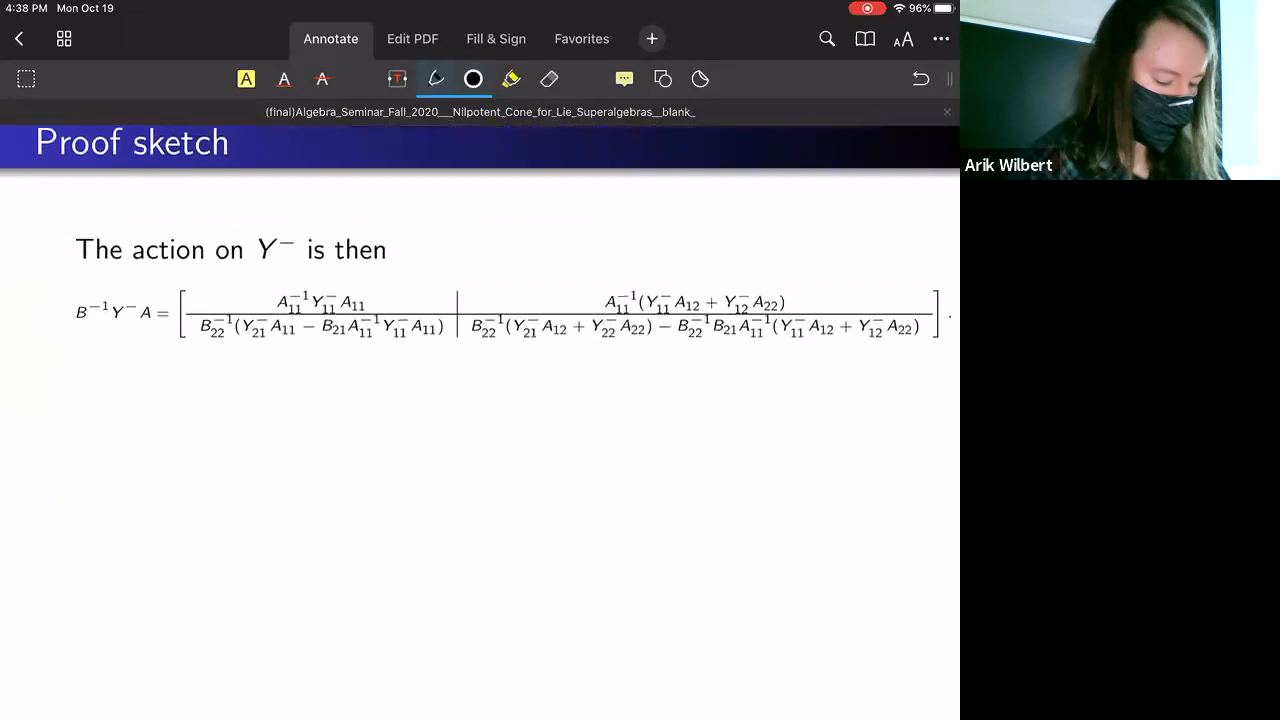 4:38 PM Mon Oct 19
96%
Annotate Edit PDF Fill & Sign Favorites
(final)Algebra_Seminar_Fall_2020___Nilpotent_Cone_for_Lie_Superalgebras__blank_
Proof sketch
The action on Y⁻ is then
B⁻¹Y⁻A = [ A₁₁⁻¹Y₁₁⁻A₁₁ | A₁₁⁻¹(Y₁₁⁻A₁₂ + Y₁₂⁻A₂₂) ]
B₂₂⁻¹(Y₂₁⁻A₁₁ − B₂₁A₁₁⁻¹Y₁₁⁻A₁₁) | B₂₂⁻¹(Y₂₁⁻A₁₂ + Y₂₂⁻A₂₂) − B₂₂⁻¹B₂₁A₁₁⁻¹(Y₁₁⁻A₁₂ + Y₁₂⁻A₂₂) .
Arik Wilbert